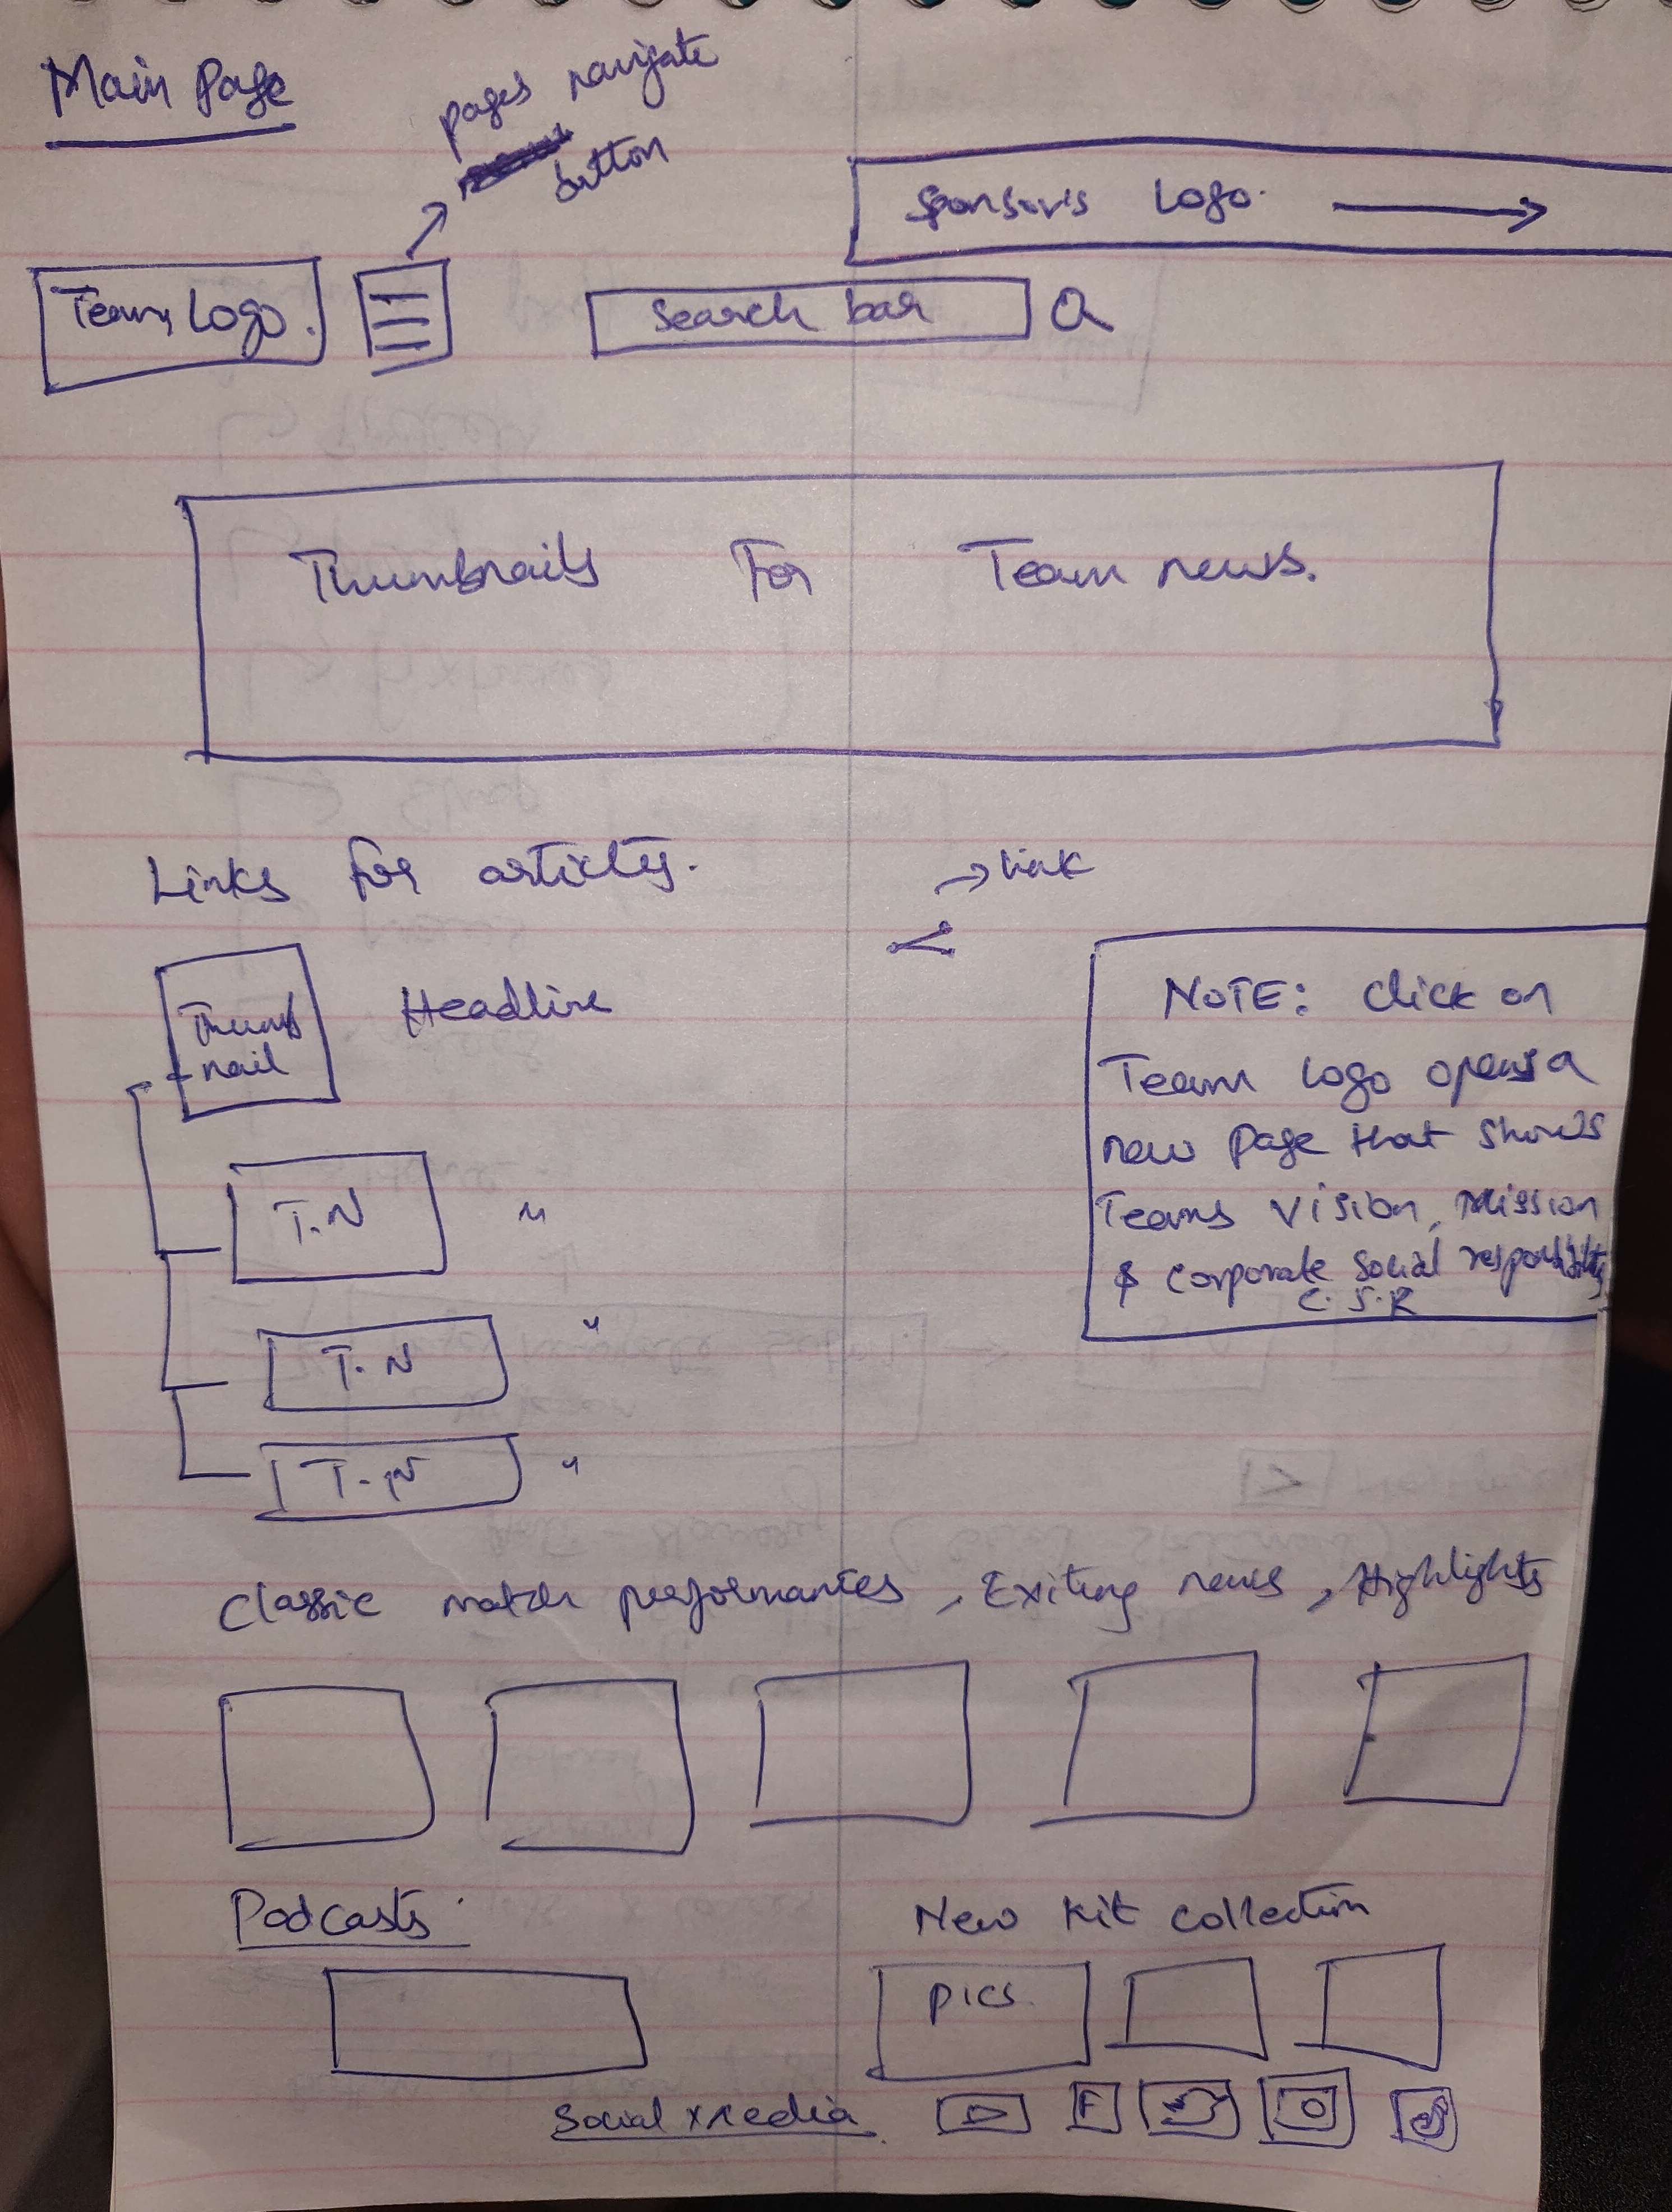 Main Page
pages navigate
button
Sponsor's Logo.
Team Logo.
Search bar
Thumbnails For Team news.
Links for articles.
link
Thumb
-nail
Headline
NOTE: Click on
Team Logo opens a
new page that shows
Teams Vision, Mission
& corporate social responsibility
C.S.R
T.N "
T.N "
T.N "
Classic match performances, Exiting news, Highlights
Podcasts
New Kit Collection
pics.
Social media
F